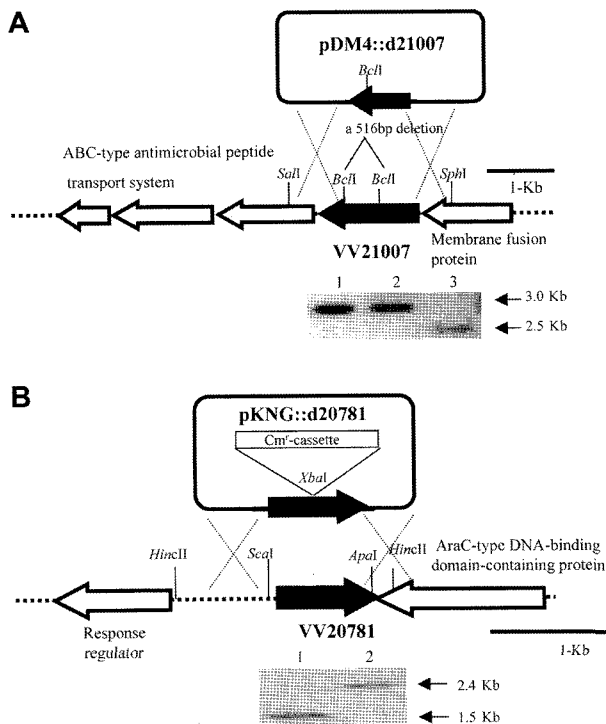 A
pDM4::d21007
BclI
a 516bp deletion
ABC-type antimicrobial peptide
transport system
SalI
BclI
BclI
SphI
1-Kb
VV21007
Membrane fusion
protein
1 2 3
3.0 Kb
2.5 Kb
B
pKNG::d20781
Cmr-cassette
XbaI
HincII
ScaI
ApaI
HincII
AraC-type DNA-binding
domain-containing protein
Response
regulator
VV20781
1-Kb
1 2
2.4 Kb
1.5 Kb